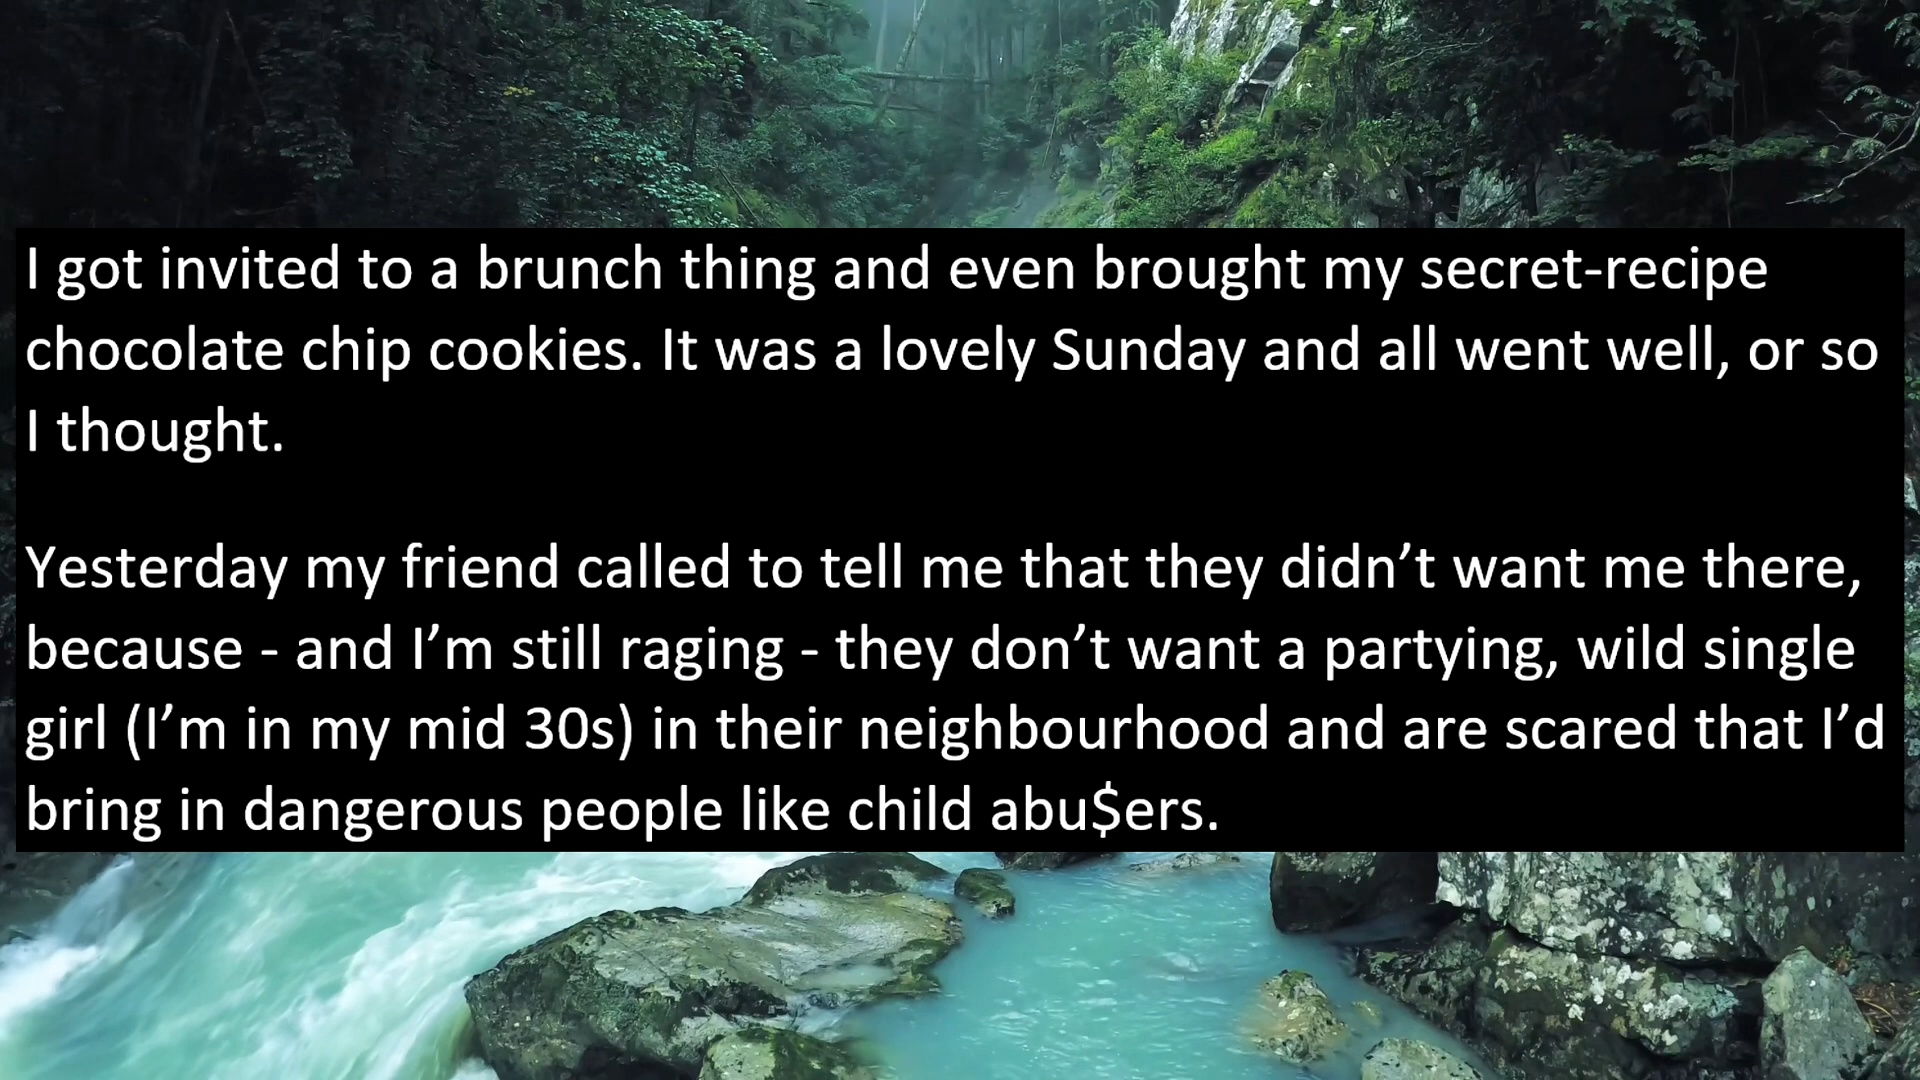 I got invited to a brunch thing and even brought my secret-recipe
chocolate chip cookies. It was a lovely Sunday and all went well, or so
I thought.
Yesterday my friend called to tell me that they didn’t want me there,
because - and I’m still raging - they don’t want a partying, wild single
girl (I’m in my mid 30s) in their neighbourhood and are scared that I’d
bring in dangerous people like child abu$ers.